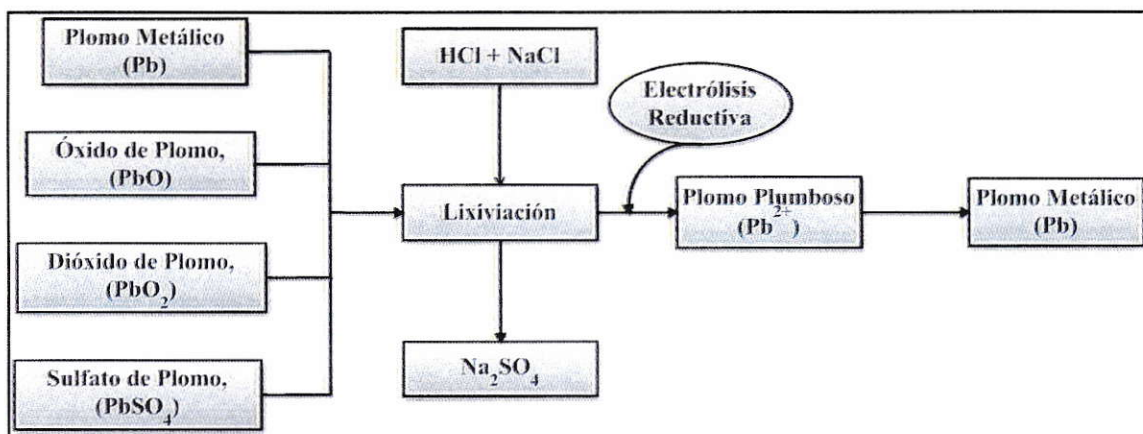 Plomo Metálico
(Pb)
Óxido de Plomo,
(PbO)
Dióxido de Plomo,
(PbO₂)
Sulfato de Plomo,
(PbSO₄)
HCl + NaCl
Lixiviación
Na₂SO₄
Electrólisis
Reductiva
Plomo Plumboso
(Pb²⁺)
Plomo Metálico
(Pb)